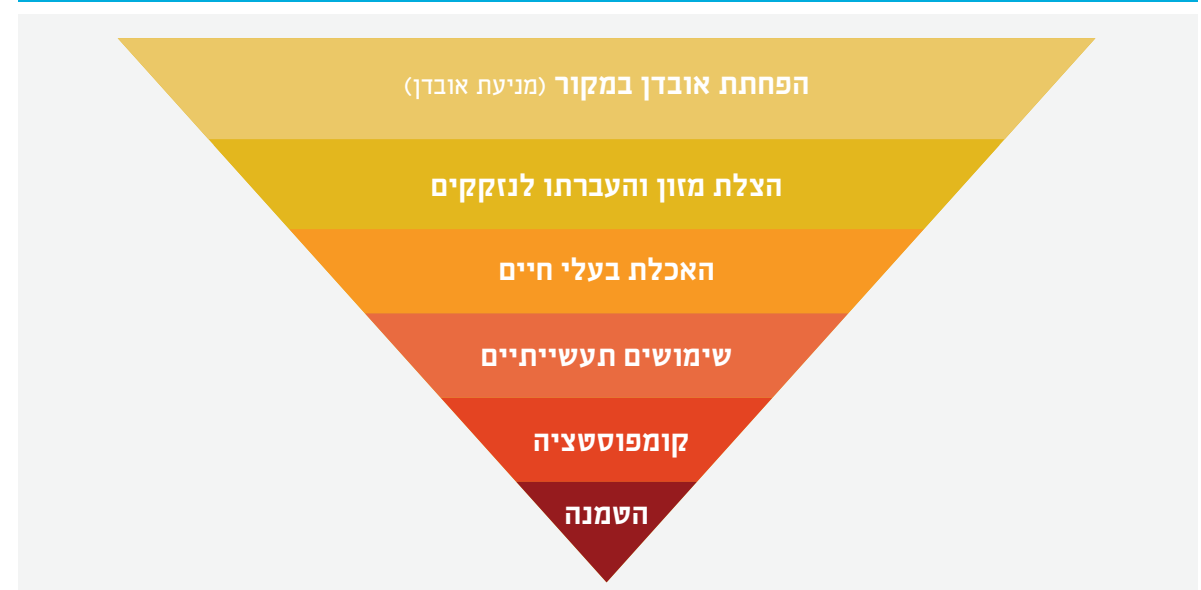 הפחתת אובדן במקור (מניעת אובדן)
הצלת מזון והעברתו לנזקקים
האכלת בעלי חיים
שימושים תעשייתיים
קומפוסטציה
הטמנה